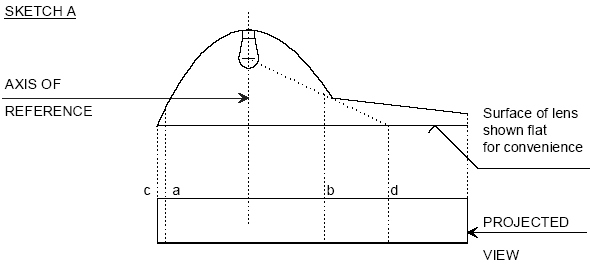 SKETCH A
AXIS OF
REFERENCE
Surface of lens
shown flat
for convenience
c a b d
PROJECTED
VIEW